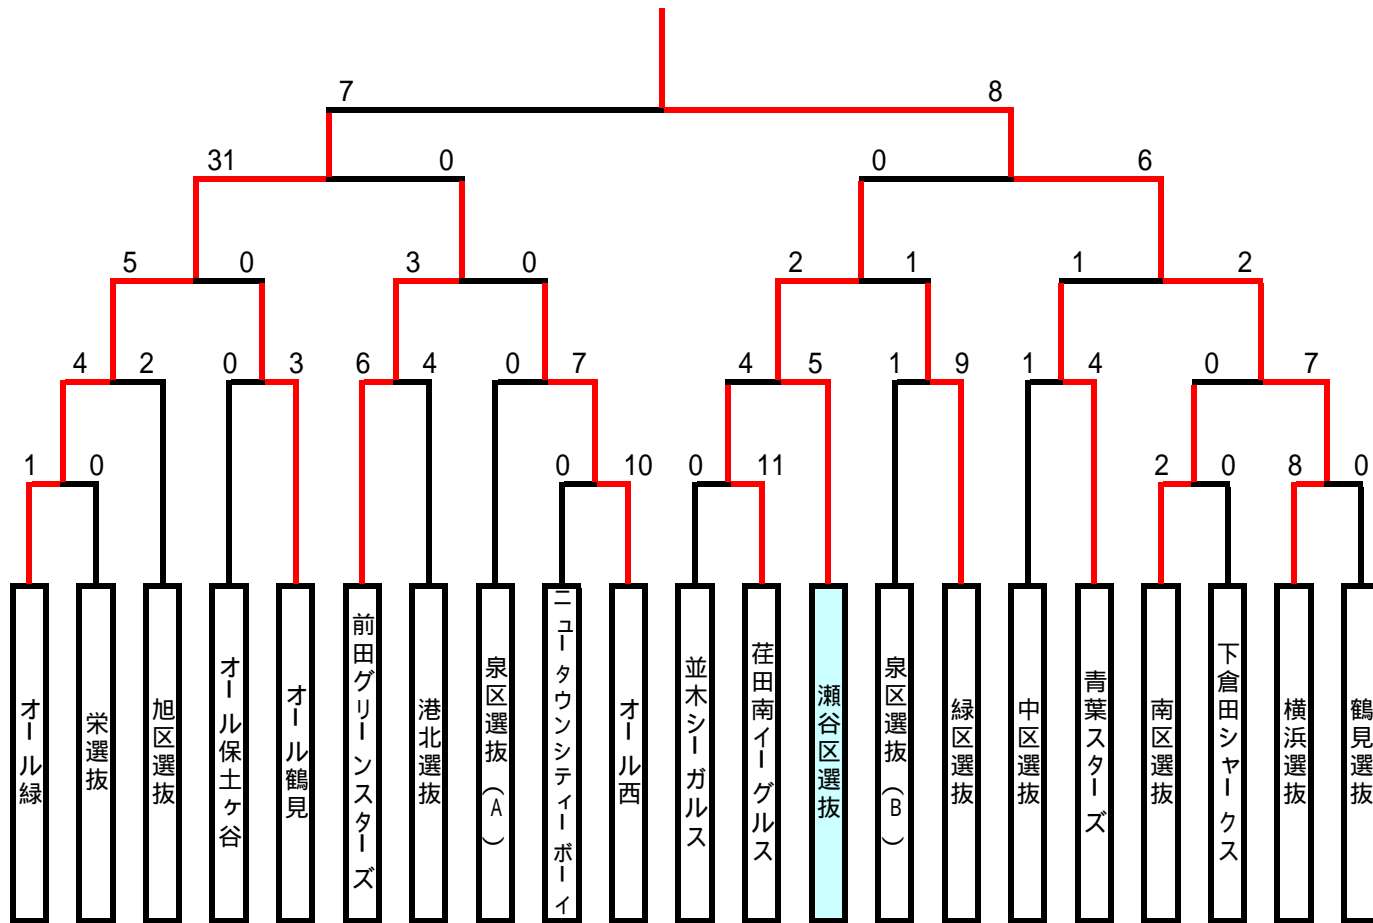 7 8
31 0 0 6
5 0 3 0 2 1 1 2
4 2 0 3 6 4 0 7 4 5 1 9 1 4 0 7
1 0 0 10 0 11 2 0 8 0
オール緑
栄選抜
旭区選抜
オール保土ヶ谷
オール鶴見
前田グリーンスターズ
港北選抜
泉区選抜（A）
ニュータウンシティーボーイ
オール西
並木シーガルス
荏田南イーグルス
瀬谷区選抜
泉区選抜（B）
緑区選抜
中区選抜
青葉スターズ
南区選抜
下倉田シャークス
横浜選抜
鶴見選抜